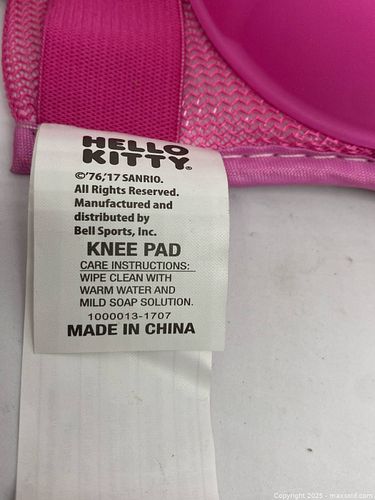 HELLO
KITTY®
©'76,'17 SANRIO.
All Rights Reserved.
Manufactured and
distributed by
Bell Sports, Inc.
KNEE PAD
CARE INSTRUCTIONS:
WIPE CLEAN WITH
WARM WATER AND
MILD SOAP SOLUTION.
1000013-1707
MADE IN CHINA
Copyright 2025 - maxsold.com